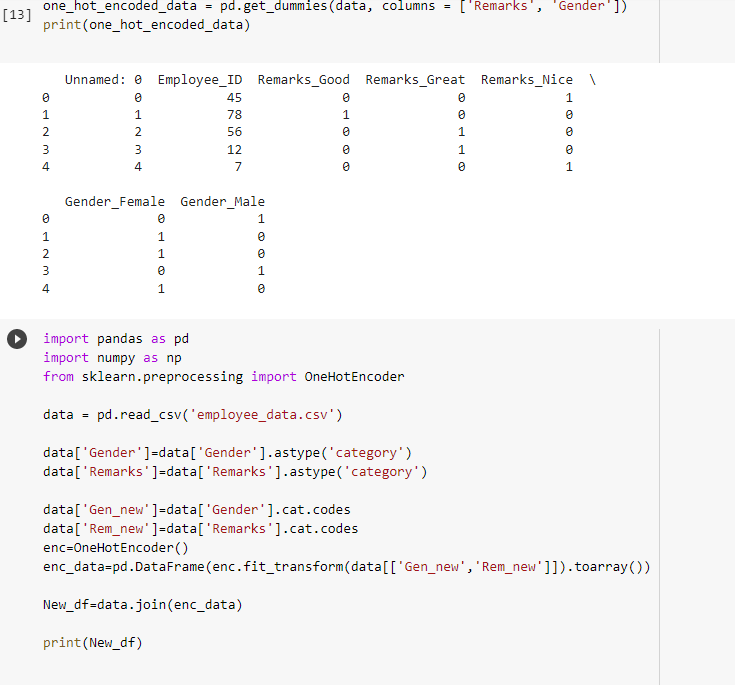 one_hot_encoded_data = pd.get_dummies(data, columns = ['Remarks', 'Gender'])
[13] print(one_hot_encoded_data)
Unnamed: 0 Employee_ID Remarks_Good Remarks_Great Remarks_Nice \
0 0 45 0 0 1
1 1 78 1 0 0
2 2 56 0 1 0
3 3 12 0 1 0
4 4 7 0 0 1
Gender_Female Gender_Male
0 0 1
1 1 0
2 1 0
3 0 1
4 1 0
import pandas as pd
import numpy as np
from sklearn.preprocessing import OneHotEncoder
data = pd.read_csv('employee_data.csv')
data['Gender']=data['Gender'].astype('category')
data['Remarks']=data['Remarks'].astype('category')
data['Gen_new']=data['Gender'].cat.codes
data['Rem_new']=data['Remarks'].cat.codes
enc=OneHotEncoder()
enc_data=pd.DataFrame(enc.fit_transform(data[['Gen_new','Rem_new']]).toarray())
New_df=data.join(enc_data)
print(New_df)